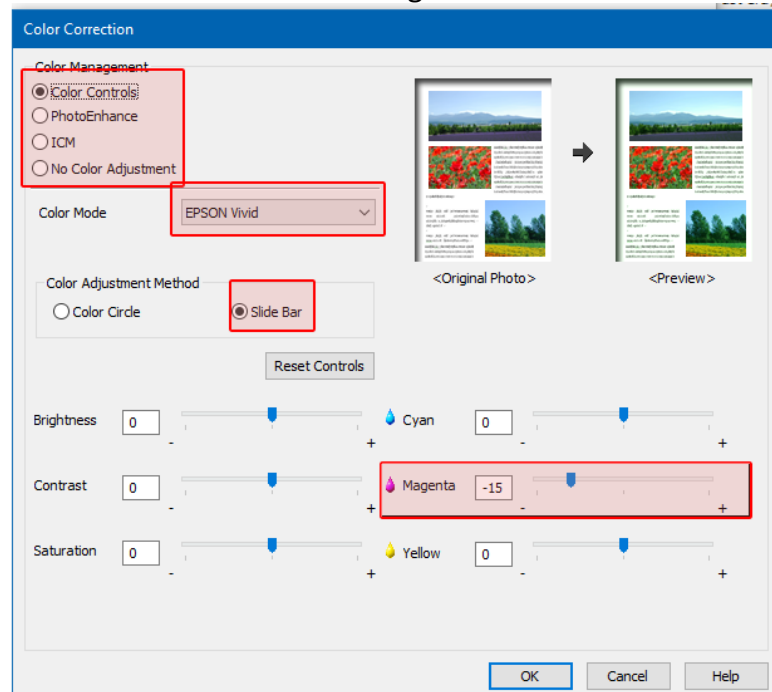 Color Correction
Color Management
Color Controls
PhotoEnhance
ICM
No Color Adjustment
Color Mode
EPSON Vivid
<Original Photo>
<Preview>
Color Adjustment Method
Color Circle
Slide Bar
Reset Controls
Brightness 0 - +
Cyan 0 - +
Contrast 0 - +
Magenta -15 - +
Saturation 0 - +
Yellow 0 - +
OK
Cancel
Help